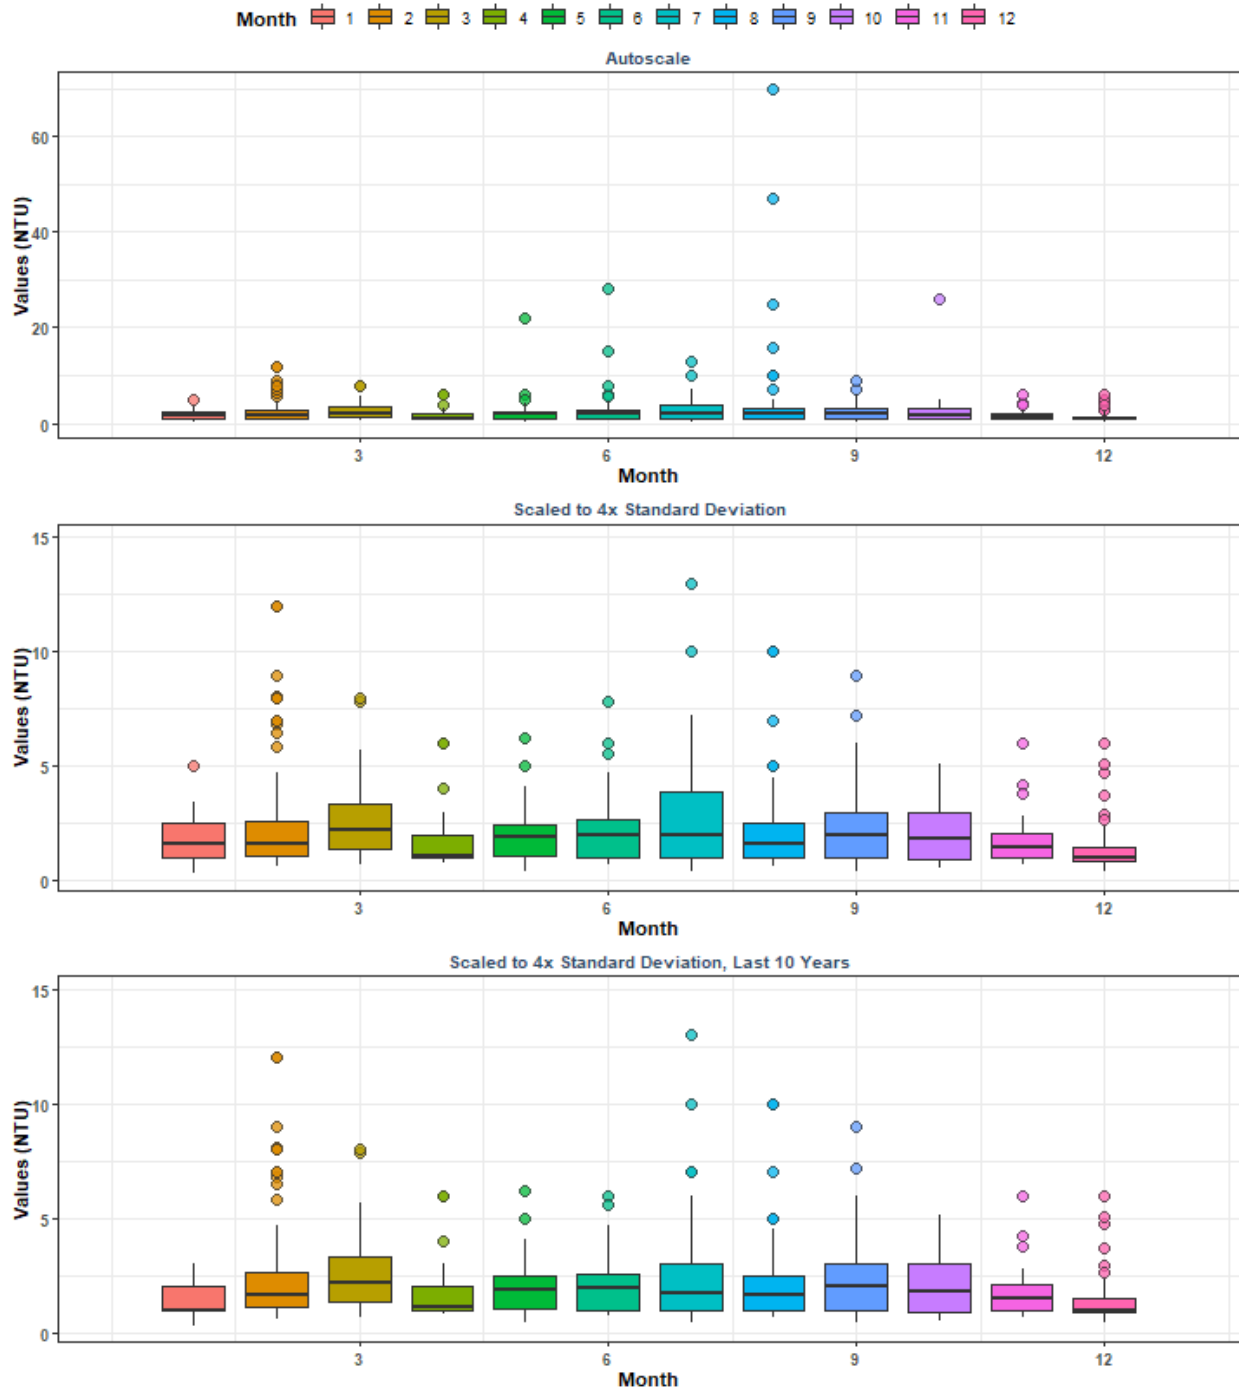 Month 1 2 3 4 5 6 7 8 9 10 11 12
Autoscale
Values (NTU)
60
40
20
0
3 6 9 12
Month
Scaled to 4x Standard Deviation
Values (NTU)
15
10
5
0
3 6 9 12
Month
Scaled to 4x Standard Deviation, Last 10 Years
Values (NTU)
15
10
5
0
3 6 9 12
Month